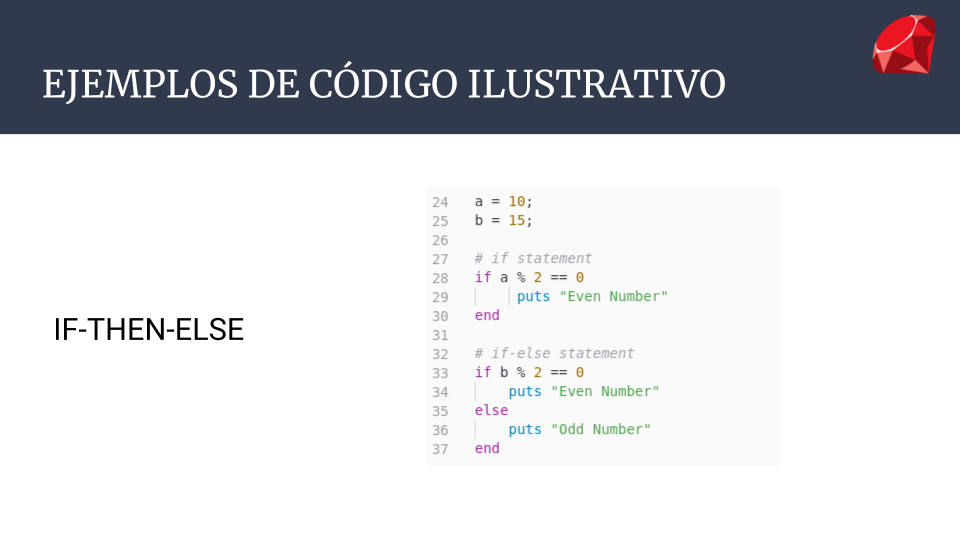 EJEMPLOS DE CÓDIGO ILUSTRATIVO
IF-THEN-ELSE
24 a = 10;
25 b = 15;
26
27 # if statement
28 if a % 2 == 0
29 puts "Even Number"
30 end
31
32 # if-else statement
33 if b % 2 == 0
34 puts "Even Number"
35 else
36 puts "Odd Number"
37 end